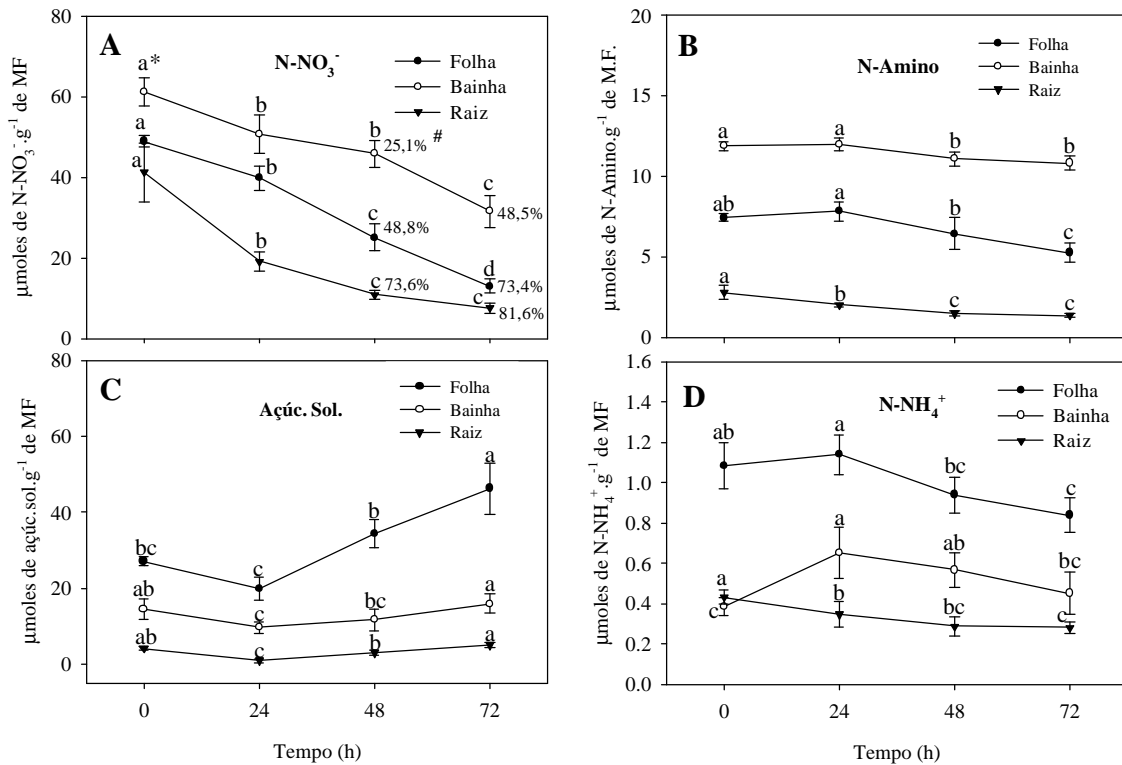 A
N-NO₃⁻
Folha
Bainha
Raiz
µmoles de N-NO₃⁻.g⁻¹ de MF
80
60
40
20
0
a*
b
b
25,1% #
c
48,5%
a
b
c
48,8%
d
73,4%
a
b
c
73,6%
c
81,6%
B
N-Amino
Folha
Bainha
Raiz
µmoles de N-Amino.g⁻¹ de M.F.
20
15
10
5
0
a
a
b
b
ab
a
b
c
a
b
c
c
C
Açúc. Sol.
Folha
Bainha
Raiz
µmoles de açúc.sol.g⁻¹ de MF
80
60
40
20
0
bc
c
b
a
ab
c
bc
a
ab
c
b
a
0
24
48
72
Tempo (h)
D
N-NH₄⁺
Folha
Bainha
Raiz
µmoles de N-NH₄⁺.g⁻¹ de MF
1.6
1.4
1.2
1.0
0.8
0.6
0.4
0.2
0.0
ab
a
bc
c
c
a
ab
bc
a
b
bc
c
0
24
48
72
Tempo (h)